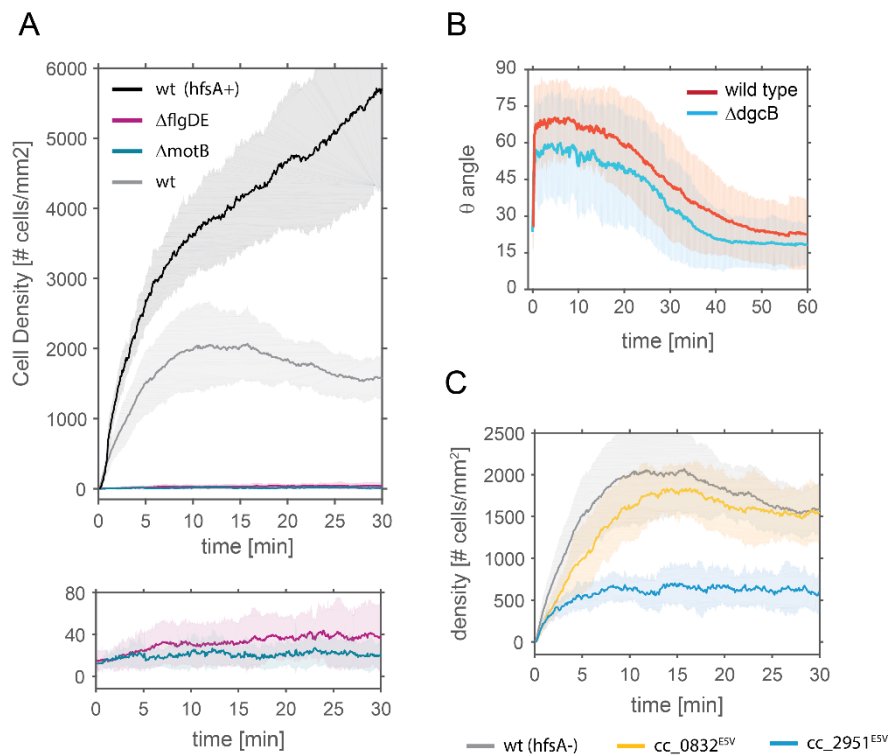 A
6000
5000
4000
3000
2000
1000
0
Cell Density [# cells/mm2]
wt (hfsA+)
ΔflgDE
ΔmotB
wt
0 5 10 15 20 25 30
time [min]
80
40
0
0 5 10 15 20 25 30
time [min]
B
90
75
60
45
30
15
0
θ angle
wild type
ΔdgcB
0 10 20 30 40 50 60
time [min]
C
2500
2000
1500
1000
500
0
density [# cells/mm²]
0 5 10 15 20 25 30
time [min]
wt (hfsA-) cc_0832ᴱ⁵ⱽ cc_2951ᴱ⁵ⱽ